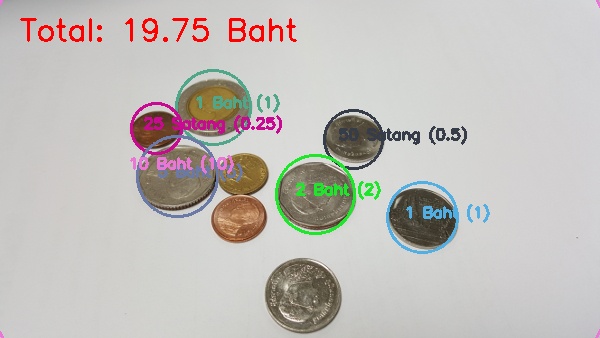 Total: 19.75 Baht
1 Baht (1)
25 Satang (0.25)
50 Satang (0.5)
10 Baht (10)
2 Baht (2)
1 Baht (1)